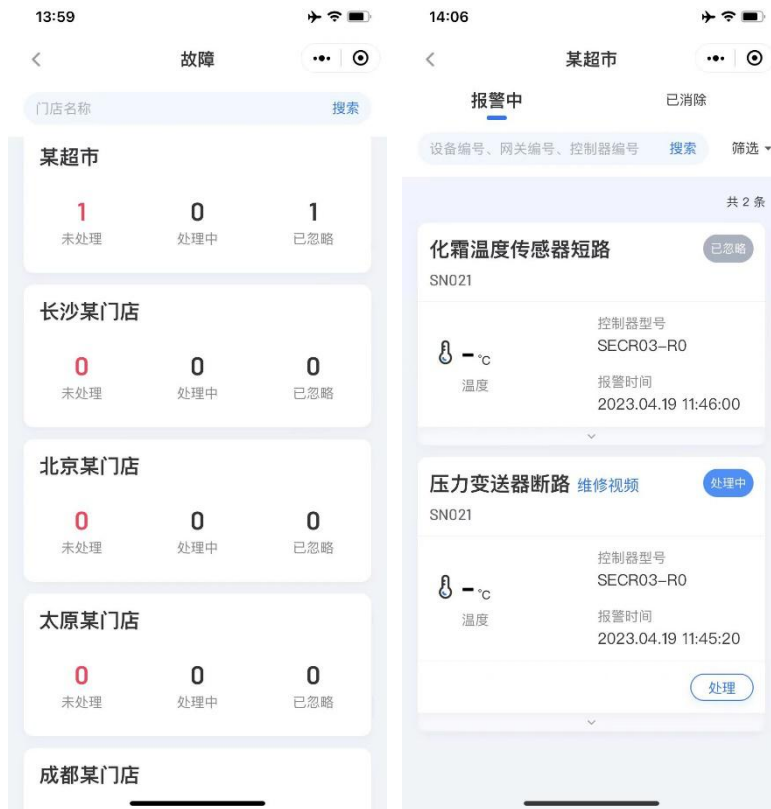 13:59
故障
门店名称 搜索
某超市
1 0 1
未处理 处理中 已忽略
长沙某门店
0 0 0
未处理 处理中 已忽略
北京某门店
0 0 0
未处理 处理中 已忽略
太原某门店
0 0 0
未处理 处理中 已忽略
成都某门店
14:06
某超市
报警中 已消除
设备编号、网关编号、控制器编号 搜索 筛选
共 2 条
化霜温度传感器短路 已忽略
SN021
控制器型号
SECR03-R0
-℃
温度
报警时间
2023.04.19 11:46:00
压力变送器断路 维修视频 处理中
SN021
控制器型号
SECR03-R0
-℃
温度
报警时间
2023.04.19 11:45:20
处理